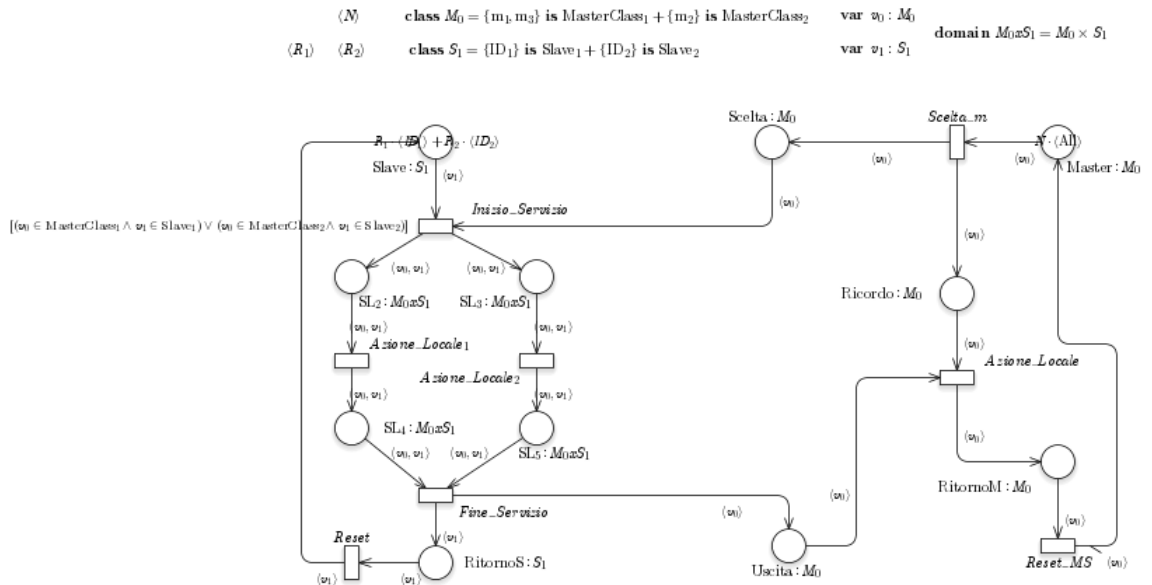 ⟨N⟩ class M₀ = {m₁, m₃} is MasterClass₁ + {m₂} is MasterClass₂ var v₀ : M₀
domain M₀xS₁ = M₀ × S₁
⟨R₁⟩ ⟨R₂⟩ class S₁ = {ID₁} is Slave₁ + {ID₂} is Slave₂ var v₁ : S₁
Scelta : M₀
Scelta_m
R₁ · ⟨ID₁⟩ + R₂ · ⟨ID₂⟩
N · ⟨All⟩
⟨v₀⟩ ⟨v₀⟩
Slave : S₁
Master : M₀
⟨v₁⟩
⟨v₀⟩
Inizio_Servizio
[(v₀ ∈ MasterClass₁ ∧ v₁ ∈ Slave₁) ∨ (v₀ ∈ MasterClass₂ ∧ v₁ ∈ Slave₂)]
⟨v₀⟩
⟨v₀, v₁⟩ ⟨v₀, v₁⟩
SL₂ : M₀xS₁ SL₃ : M₀xS₁
Ricordo : M₀
⟨v₀, v₁⟩ ⟨v₀, v₁⟩
⟨v₀⟩
Azione_Locale₁
Azione_Locale
Azione_Locale₂
⟨v₀, v₁⟩ ⟨v₀, v₁⟩
SL₄ : M₀xS₁
⟨v₀⟩
⟨v₀, v₁⟩ ⟨v₀, v₁⟩
SL₅ : M₀xS₁
RitornoM : M₀
⟨v₀⟩
Fine_Servizio
⟨v₀⟩
⟨v₀⟩
Reset
⟨v₁⟩
RitornoS : S₁
Uscita : M₀
Reset_MS
⟨v₀⟩
⟨v₁⟩ ⟨v₁⟩